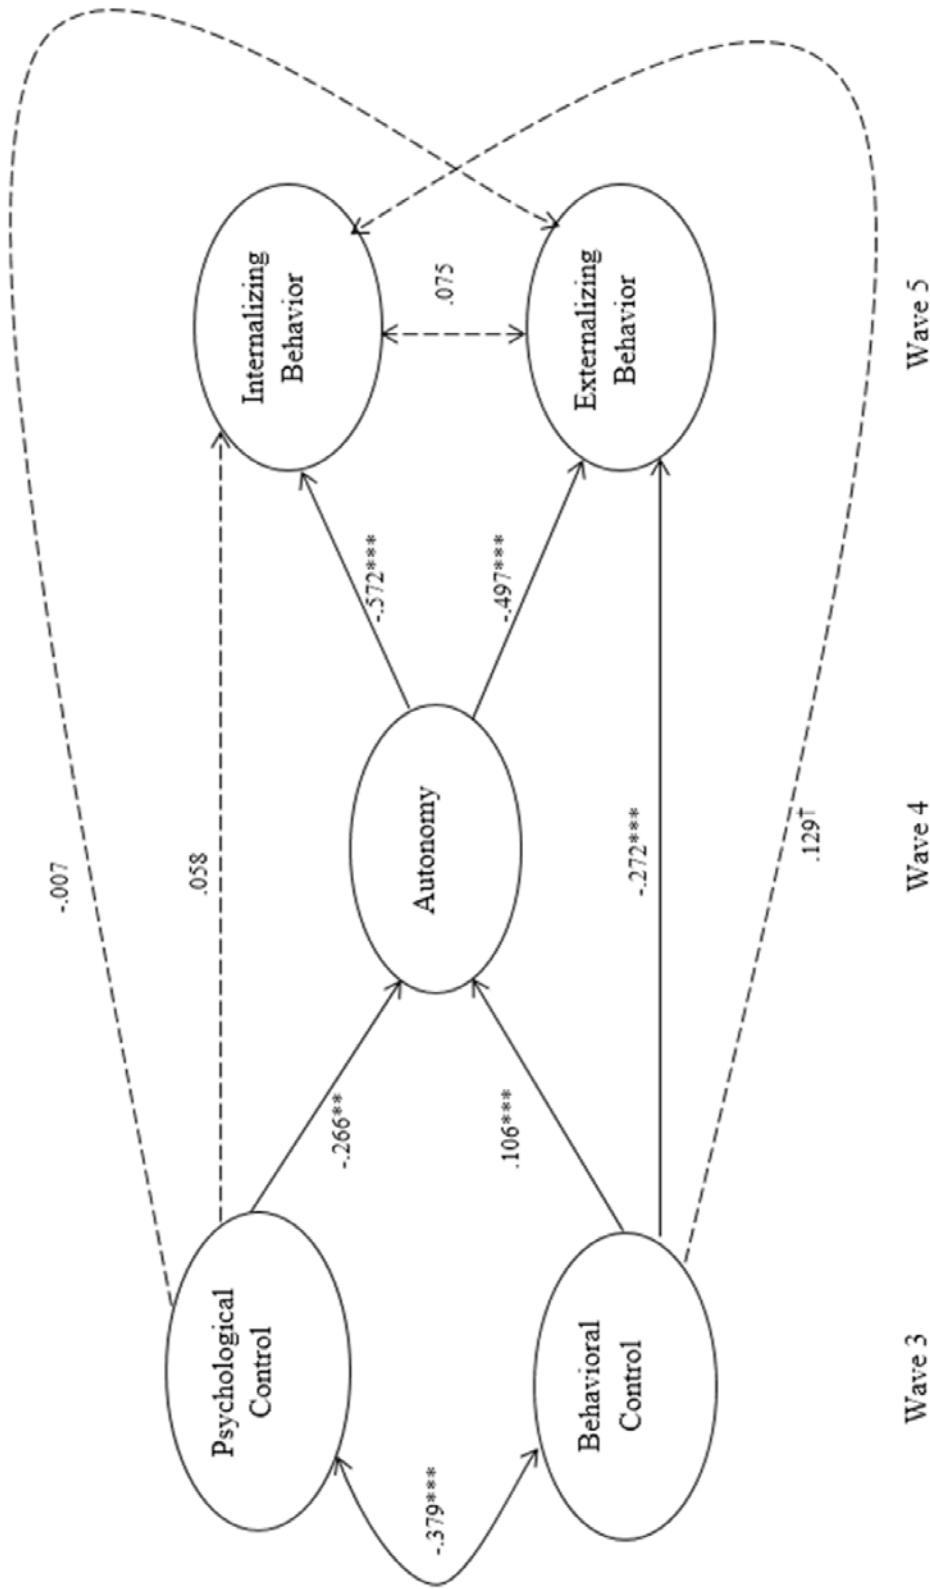 -.007
.058
Psychological
Control
-.266**
-.379***
.106***
Behavioral
Control
Autonomy
-.572***
-.497***
-.272***
.129†
Internalizing
Behavior
.075
Externalizing
Behavior
Wave 3
Wave 4
Wave 5